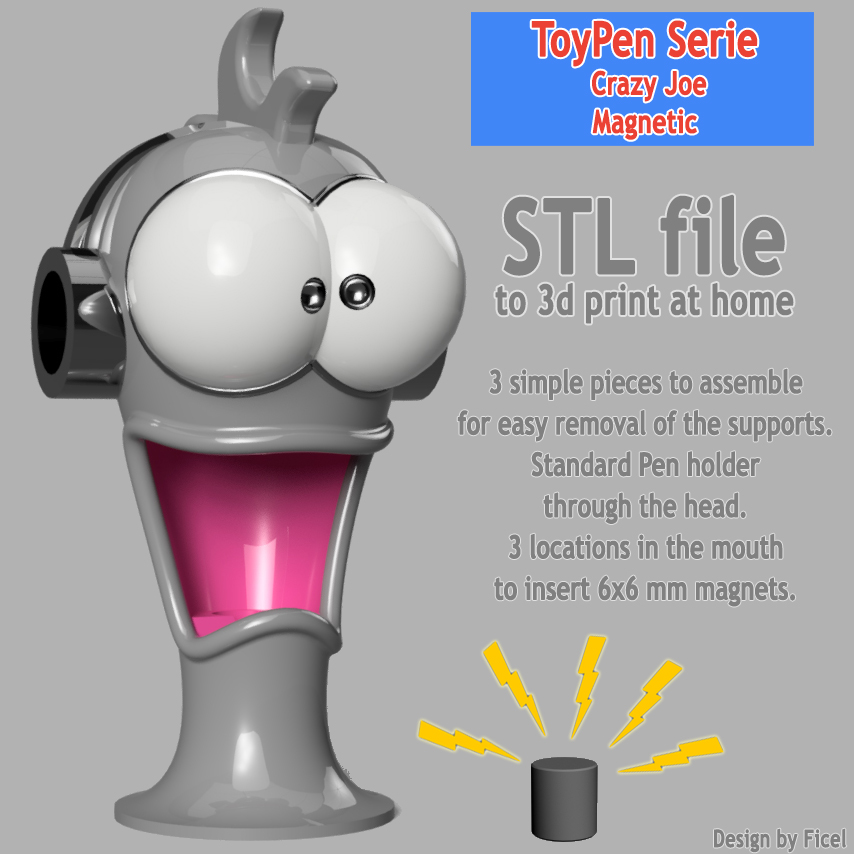 ToyPen Serie
Crazy Joe
Magnetic
STL file
to 3d print at home
3 simple pieces to assemble
for easy removal of the supports.
Standard Pen holder
through the head.
3 locations in the mouth
to insert 6x6 mm magnets.
Design by Ficel